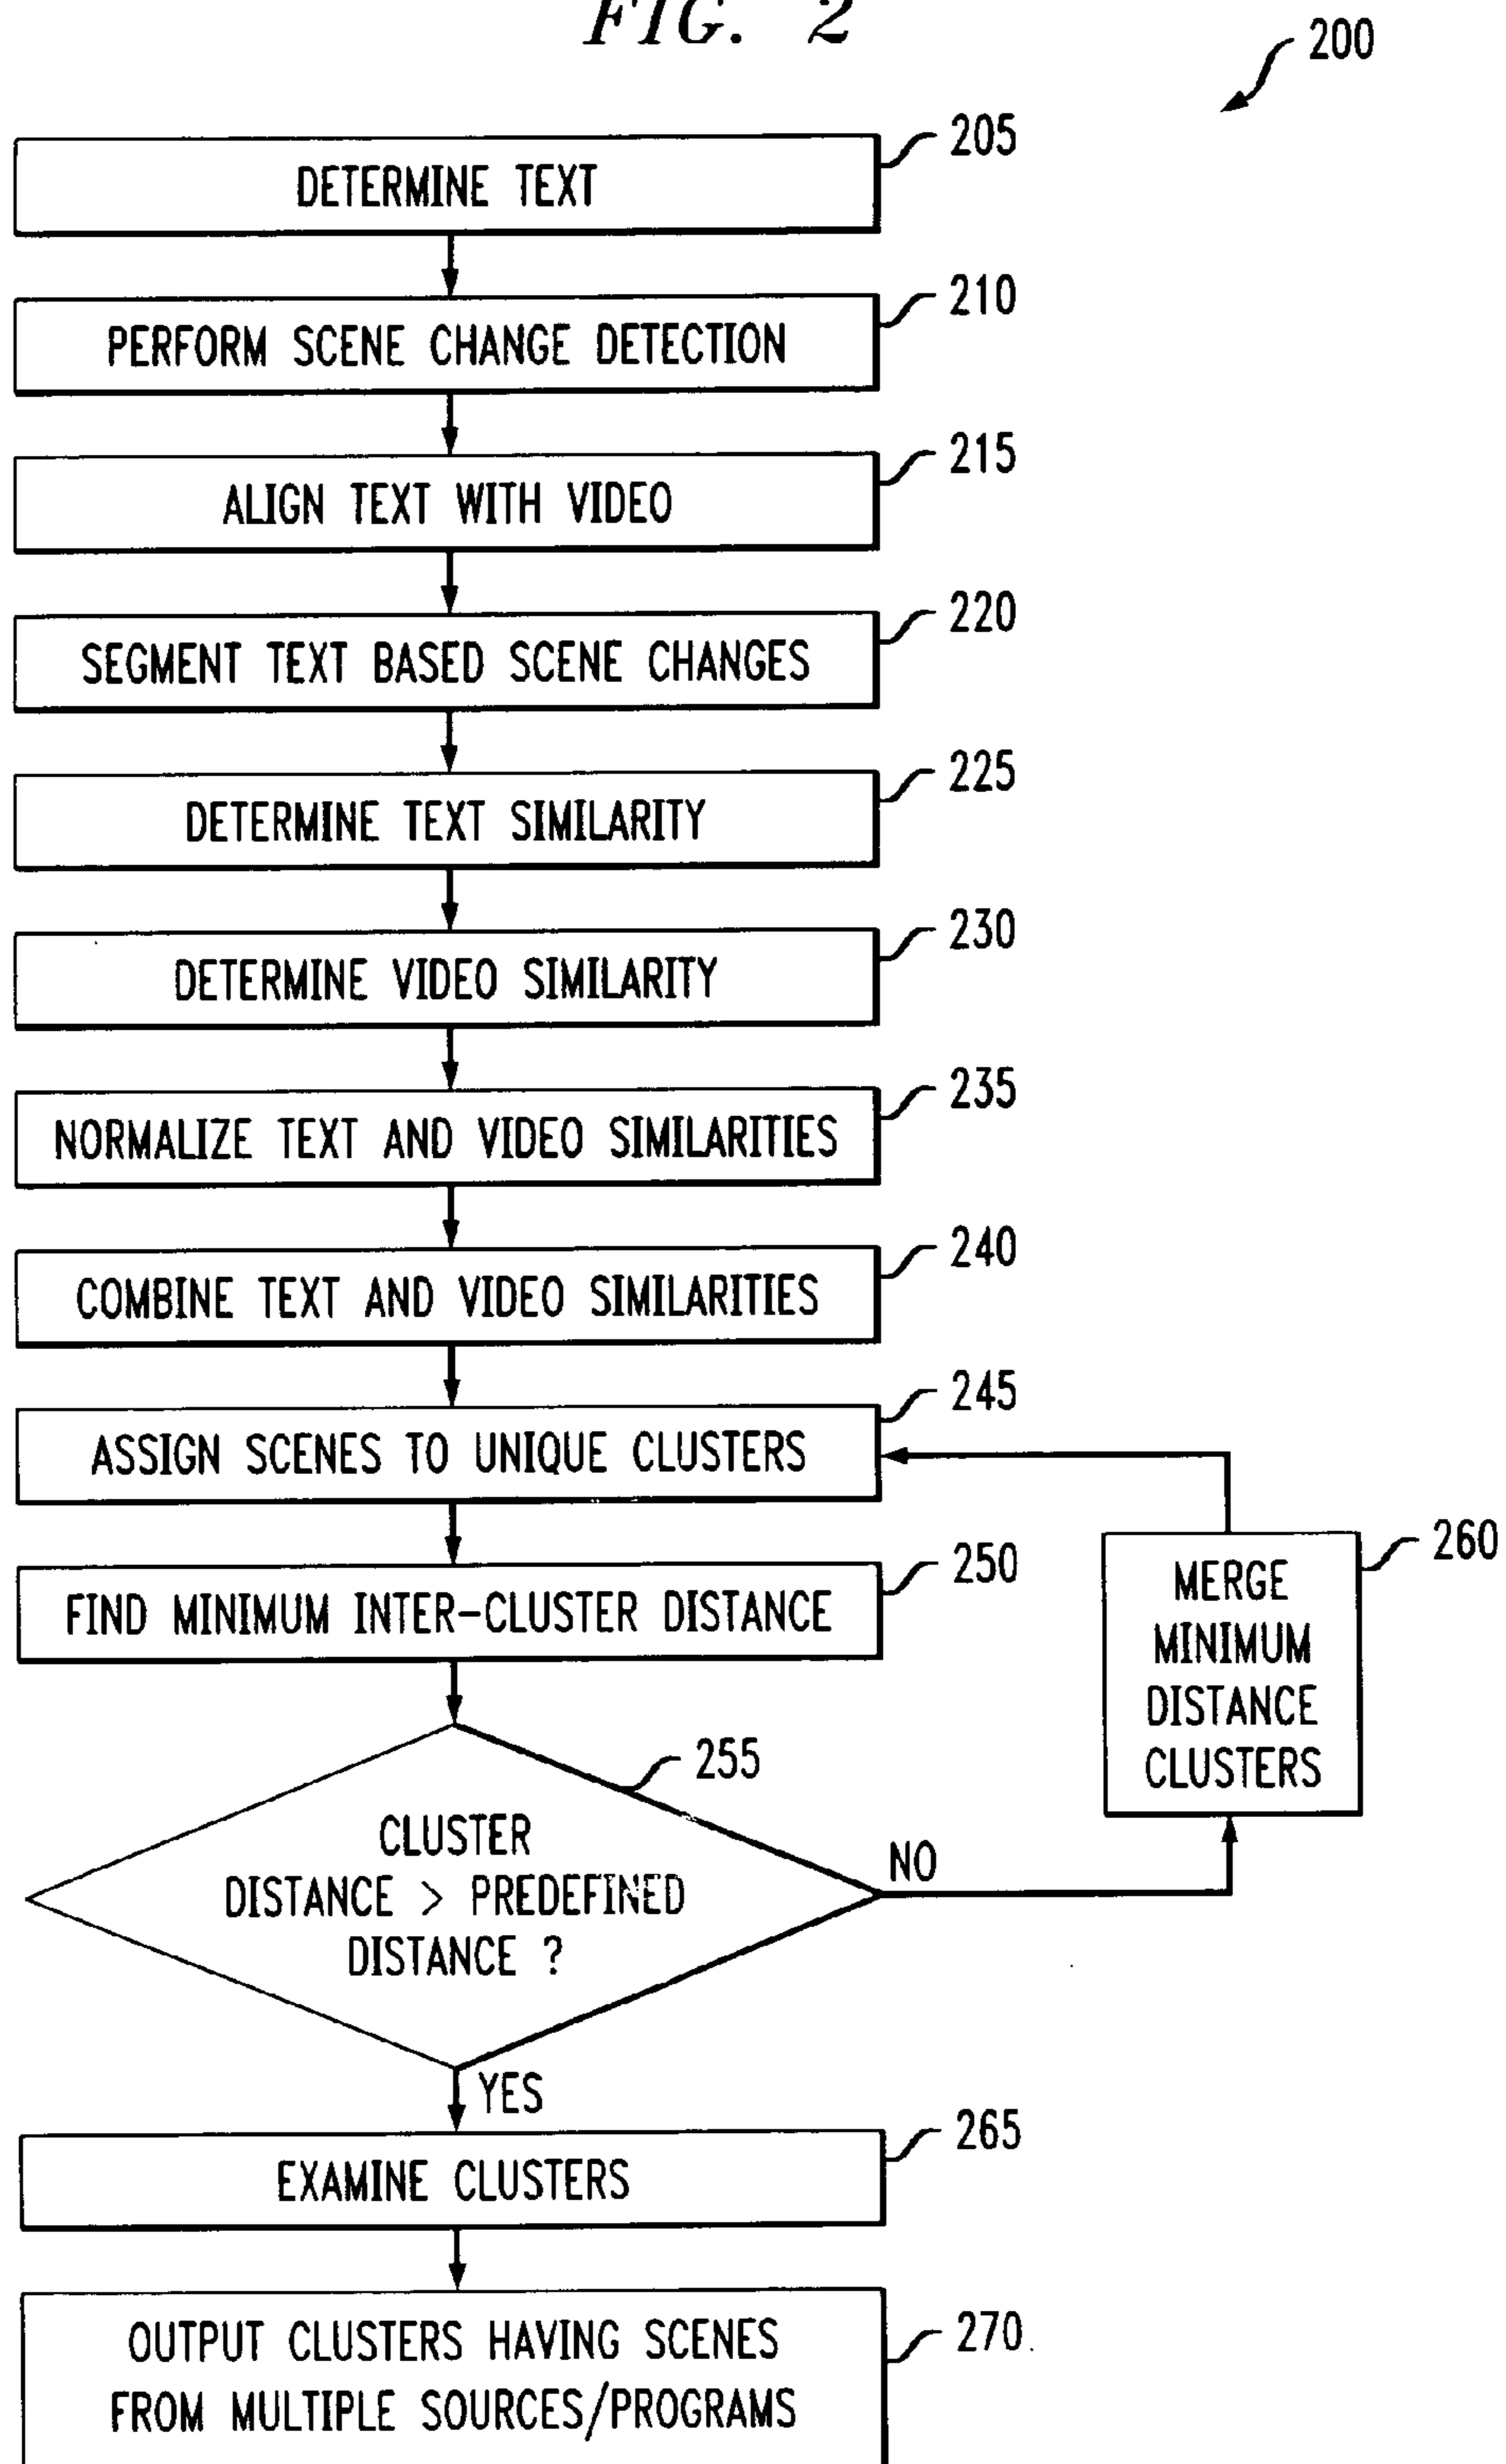 FIG. 2
200
205
DETERMINE TEXT
210
PERFORM SCENE CHANGE DETECTION
215
ALIGN TEXT WITH VIDEO
220
SEGMENT TEXT BASED SCENE CHANGES
225
DETERMINE TEXT SIMILARITY
230
DETERMINE VIDEO SIMILARITY
235
NORMALIZE TEXT AND VIDEO SIMILARITIES
240
COMBINE TEXT AND VIDEO SIMILARITIES
245
ASSIGN SCENES TO UNIQUE CLUSTERS
250
FIND MINIMUM INTER-CLUSTER DISTANCE
260
MERGE
MINIMUM
DISTANCE
CLUSTERS
255
CLUSTER
DISTANCE > PREDEFINED
DISTANCE ?
NO
YES
265
EXAMINE CLUSTERS
270
OUTPUT CLUSTERS HAVING SCENES
FROM MULTIPLE SOURCES/PROGRAMS